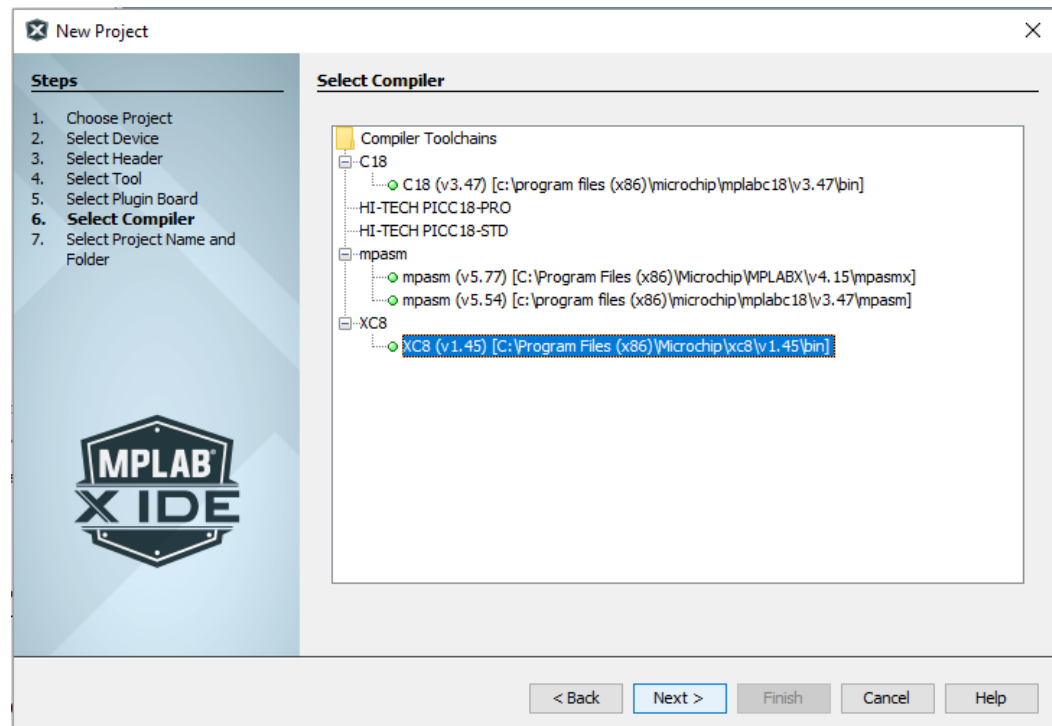 New Project
Steps
1. Choose Project
2. Select Device
3. Select Header
4. Select Tool
5. Select Plugin Board
6. Select Compiler
7. Select Project Name and
Folder
MPLAB®
X IDE
Select Compiler
Compiler Toolchains
C18
C18 (v3.47) [c:\program files (x86)\microchip\mplabc18\v3.47\bin]
HI-TECH PICC18-PRO
HI-TECH PICC18-STD
mpasm
mpasm (v5.77) [C:\Program Files (x86)\Microchip\MPLABX\v4.15\mpasmx]
mpasm (v5.54) [c:\program files (x86)\microchip\mplabc18\v3.47\mpasm]
XC8
XC8 (v1.45) [C:\Program Files (x86)\Microchip\xc8\v1.45\bin]
< Back Next > Finish Cancel Help